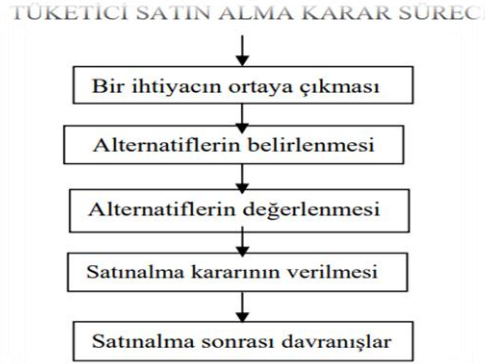 TÜKETİCİ SATIN ALMA KARAR SÜREC
Bir ihtiyacın ortaya çıkması
Alternatiflerin belirlenmesi
Alternatiflerin değerlenmesi
Satınalma kararının verilmesi
Satınalma sonrası davranışlar